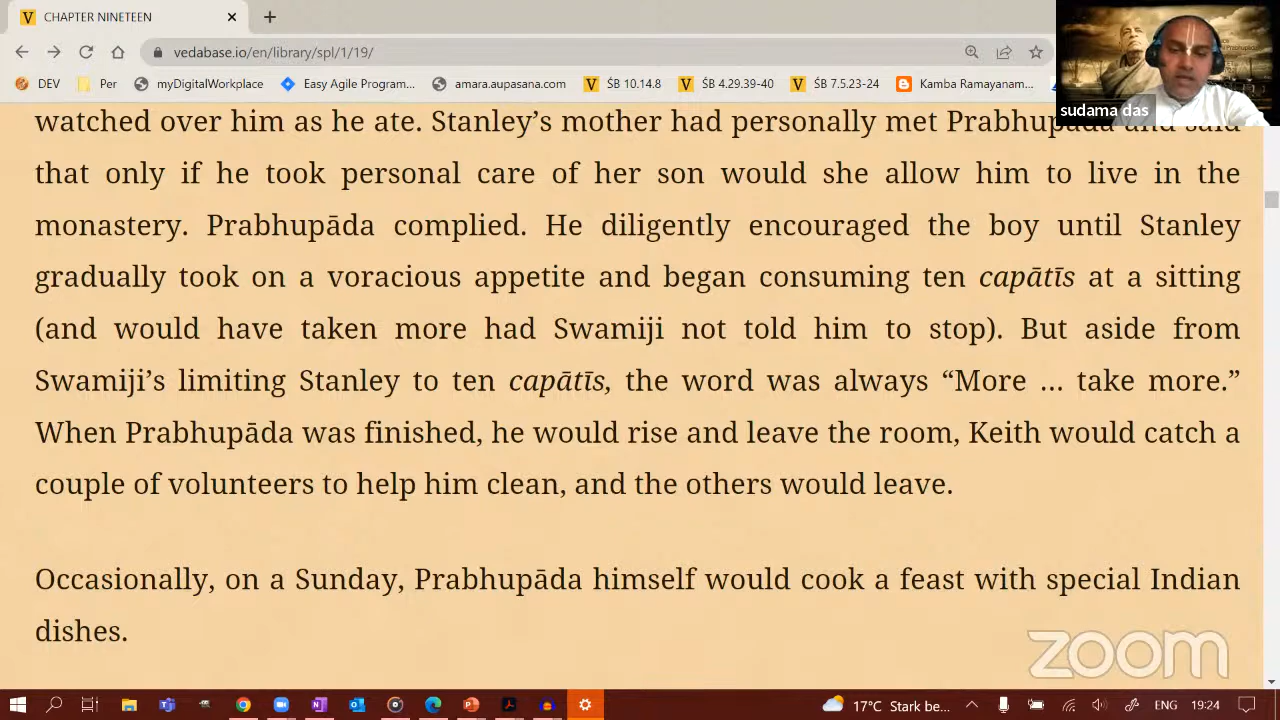 CHAPTER NINETEEN
vedabase.io/en/library/spl/1/19/
DEV Per myDigitalWorkplace Easy Agile Program... amara.aupasana.com ŚB 10.14.8 ŚB 4.29.39-40 ŚB 7.5.23-24 Kamba Ramayanam...
sudama das
watched over him as he ate. Stanley’s mother had personally met Prabhupāda and said
that only if he took personal care of her son would she allow him to live in the
monastery. Prabhupāda complied. He diligently encouraged the boy until Stanley
gradually took on a voracious appetite and began consuming ten capātīs at a sitting
(and would have taken more had Swamiji not told him to stop). But aside from
Swamiji’s limiting Stanley to ten capātīs, the word was always “More … take more.”
When Prabhupāda was finished, he would rise and leave the room, Keith would catch a
couple of volunteers to help him clean, and the others would leave.
Occasionally, on a Sunday, Prabhupāda himself would cook a feast with special Indian
dishes.
zoom
17°C Stark be... ENG 19:24